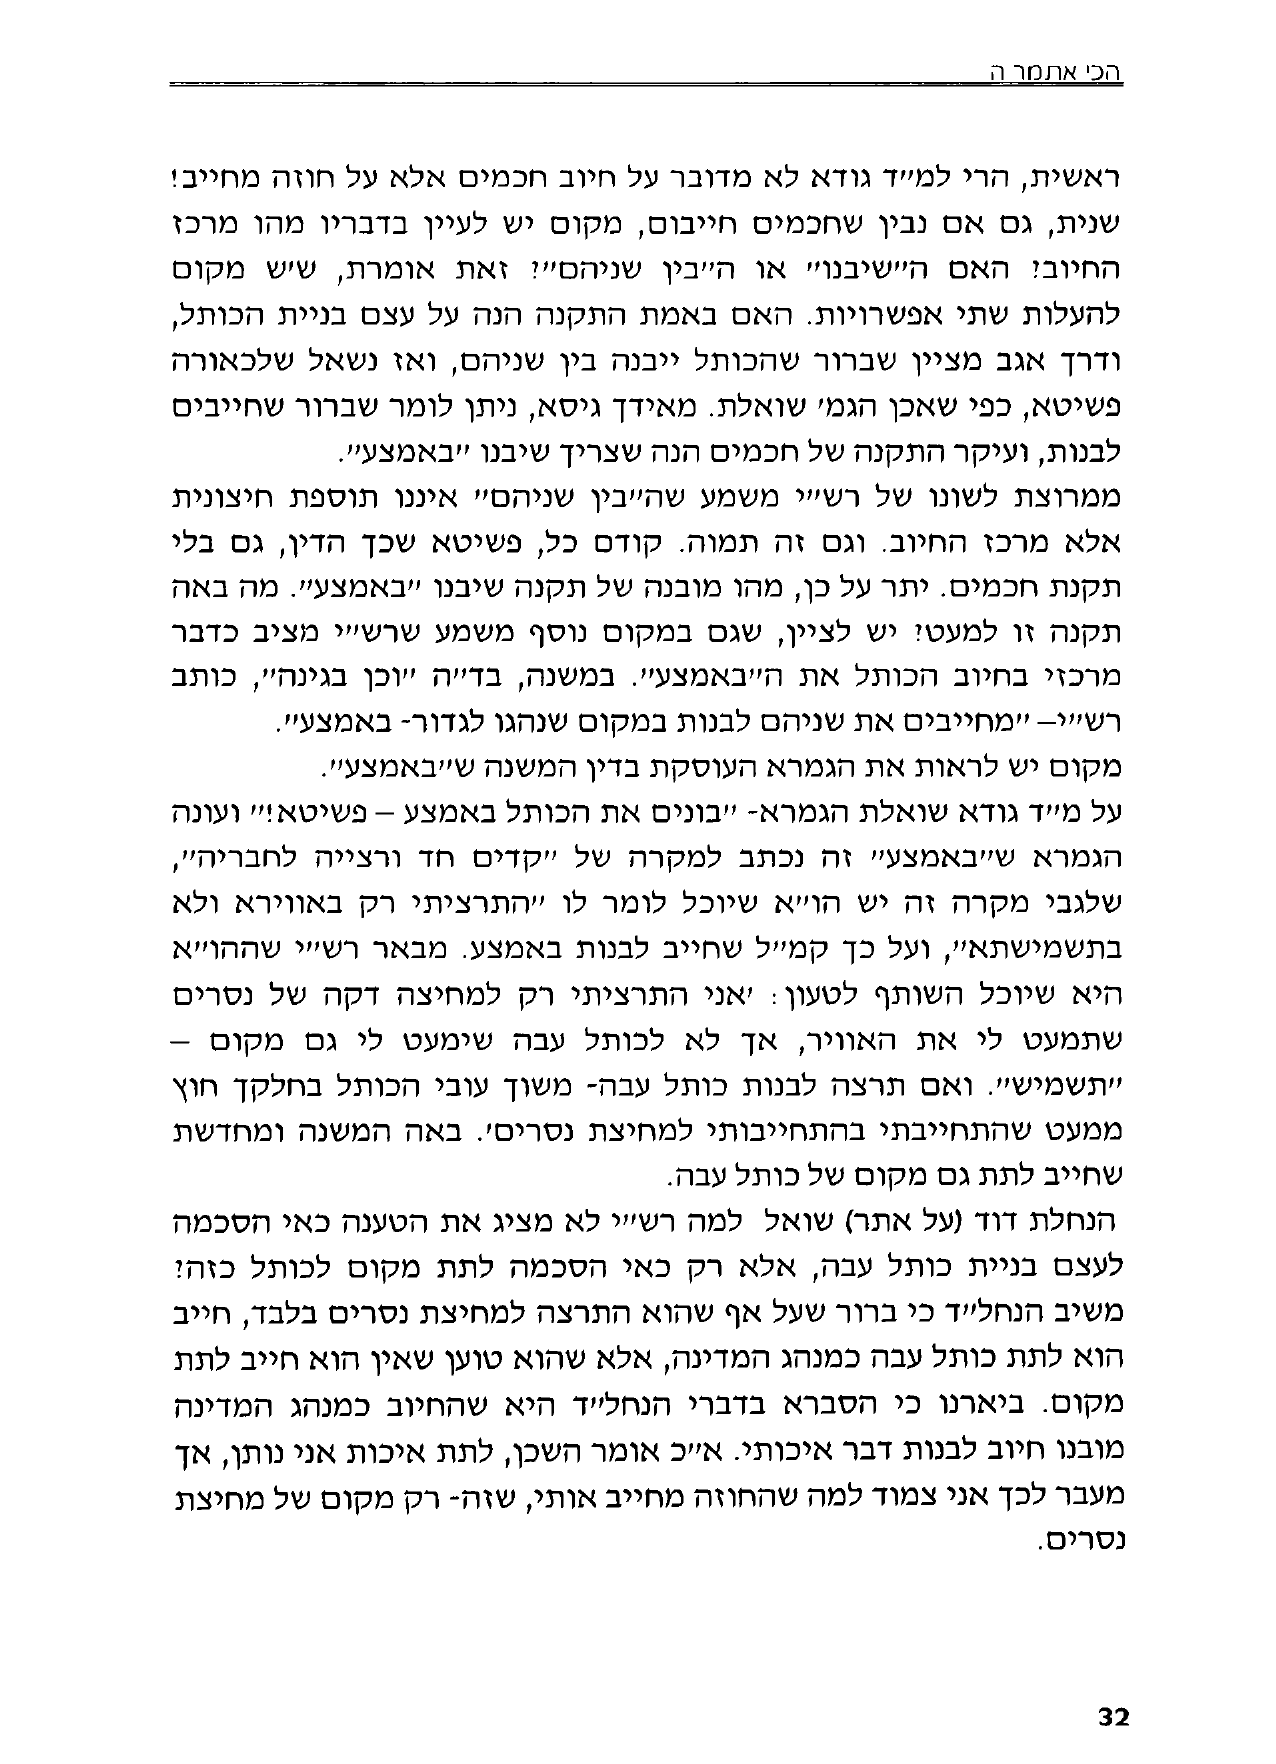 הכי אתמר ה
ראשית, הרי למ״ד גודא לא מדובר על חיוב חכמים אלא על חוזה מחייב!
שנית, גם אם נבין שחכמים חייבום, מקום יש לעיין בדבריו מהו מרכז
החיוב? האם ה״שיבנו״ או ה״בין שניהם״? זאת אומרת, ש׳ש מקום
להעלות שתי אפשרויות. האם באמת התקנה הנה על עצם בניית הכותל,
ודרך אגב מציין שברור שהכותל ייבנה בין שניהם, ואז נשאל שלכאורה
פשיטא, כפי שאכן הגמ׳ שואלת. מאידך גיסא, ניתן לומר שברור שחייבים
לבנות, ועיקר התקנה של חכמים הנה שצריך שיבנו ״באמצע״.
ממרוצת לשונו של רש״י משמע שה״בין שניהם״ איננו תוספת חיצונית
אלא מרכז החיוב. וגם זה תמוה. קודם כל, פשיטא שכך הדין, גם בלי
תקנת חכמים. יתר על כן, מהו מובנה של תקנה שיבנו ״באמצע״. מה באה
תקנה זו למעט? יש לציין, שגם במקום נוסף משמע שרש״י מציב כדבר
מרכזי בחיוב הכותל את ה״באמצע״. במשנה, בד״ה ״וכן בגינה״, כותב
רש״י– ״מחייבים את שניהם לבנות במקום שנהגו לגדור- באמצע״.
מקום יש לראות את הגמרא העוסקת בדין המשנה ש״באמצע״.
על מ״ד גודא שואלת הגמרא- ״בונים את הכותל באמצע – פשיטא!״ ועונה
הגמרא ש״באמצע״ זה נכתב למקרה של ״קדים חד ורצייה לחבריה״,
שלגבי מקרה זה יש הו״א שיוכל לומר לו ״התרציתי רק באווירא ולא
בתשמישתא״, ועל כך קמ״ל שחייב לבנות באמצע. מבאר רש״י שההו״א
היא שיוכל השותף לטעון: ׳אני התרציתי רק למחיצה דקה של נסרים
שתמעט לי את האוויר, אך לא לכותל עבה שימעט לי גם מקום –
״תשמיש״. ואם תרצה לבנות כותל עבה- משוך עובי הכותל בחלקך חוץ
ממעט שהתחייבתי בהתחייבותי למחיצת נסרים׳. באה המשנה ומחדשת
שחייב לתת גם מקום של כותל עבה.
הנחלת דוד (על אתר) שואל למה רש״י לא מציג את הטענה כאי הסכמה
לעצם בניית כותל עבה, אלא רק כאי הסכמה לתת מקום לכותל כזה?
משיב הנחל״ד כי ברור שעל אף שהוא התרצה למחיצת נסרים בלבד, חייב
הוא לתת כותל עבה כמנהג המדינה, אלא שהוא טוען שאין הוא חייב לתת
מקום. ביארנו כי הסברא בדברי הנחל״ד היא שהחיוב כמנהג המדינה
מובנו חיוב לבנות דבר איכותי. א״כ אומר השכן, לתת איכות אני נותן, אך
מעבר לכך אני צמוד למה שהחוזה מחייב אותי, שזה- רק מקום של מחיצת
נסרים.
32